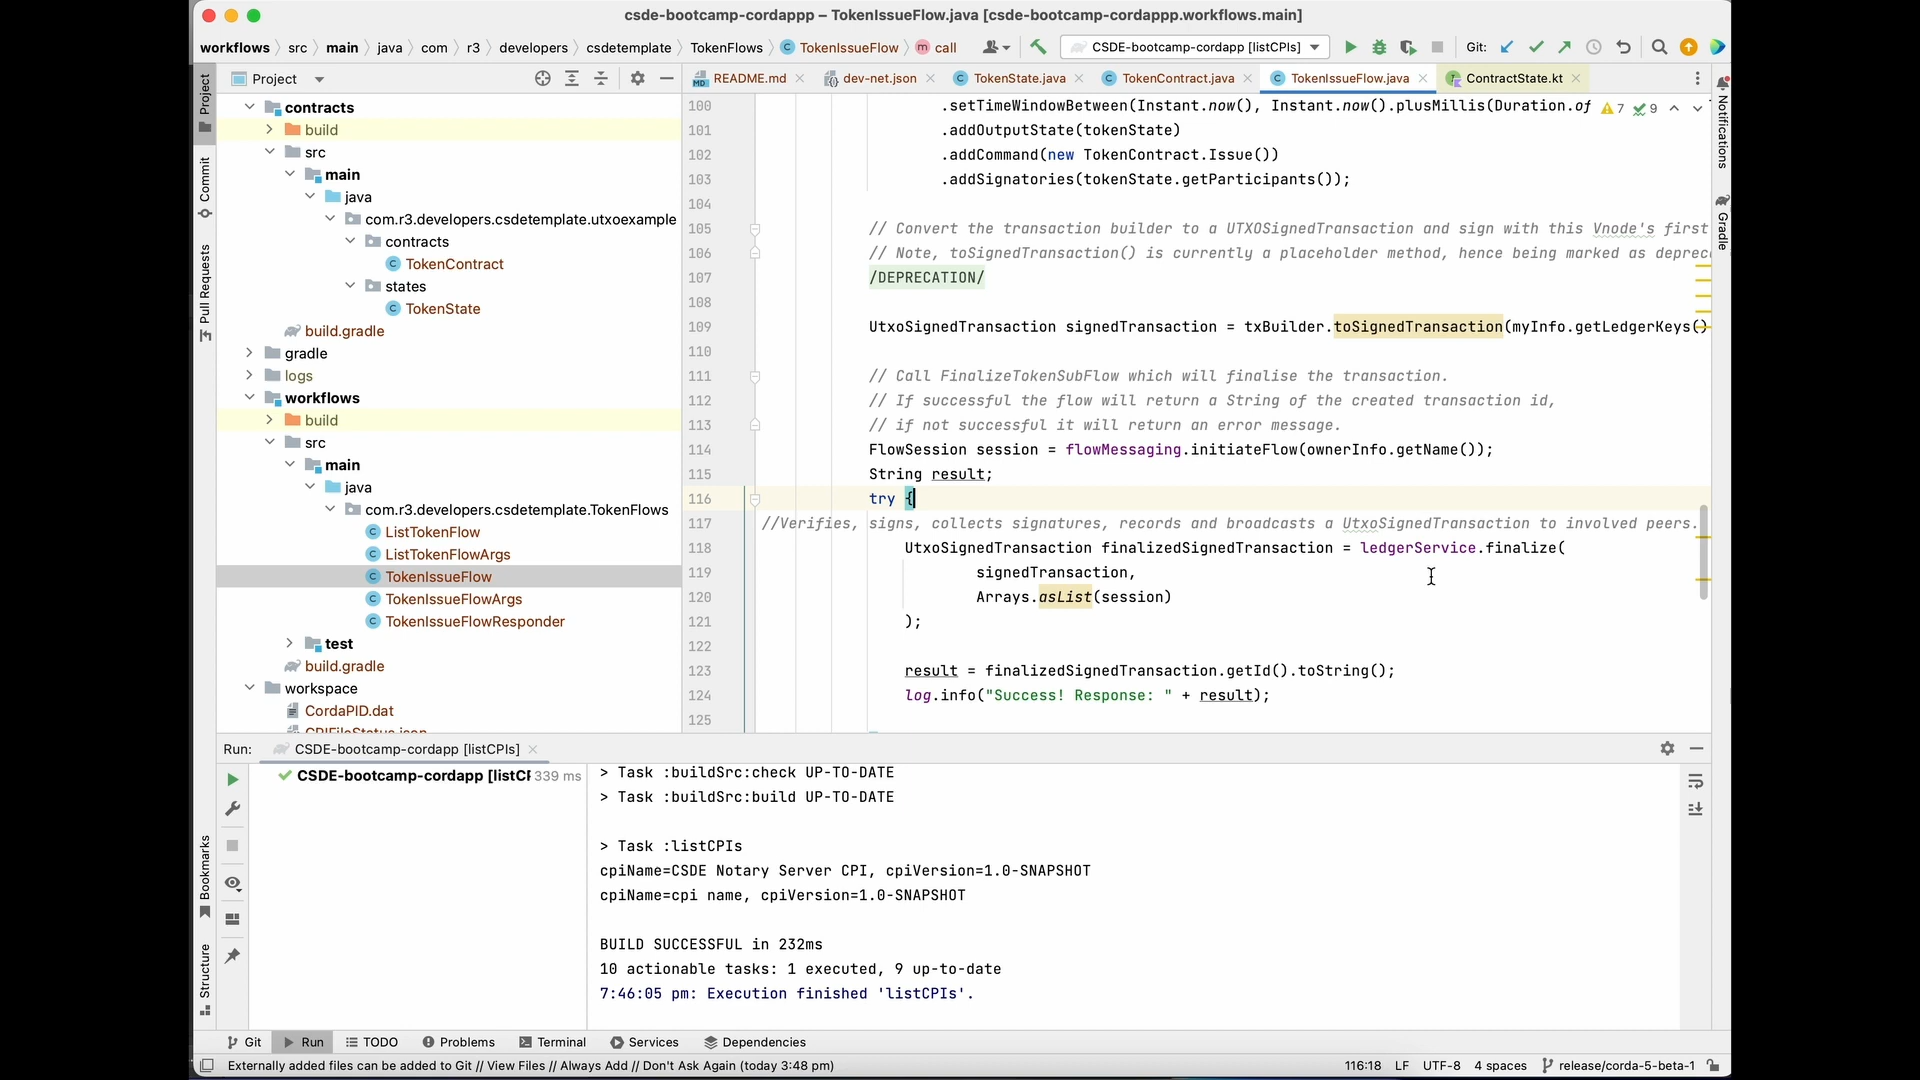 csde-bootcamp-cordappp – TokenIssueFlow.java [csde-bootcamp-cordappp.workflows.main]
workflows src main java com r3 developers csdetemplate TokenFlows TokenIssueFlow call
CSDE-bootcamp-cordapp [listCPIs]
Git:
Project
README.md
dev-net.json
TokenState.java
TokenContract.java
TokenIssueFlow.java
ContractState.kt
Project
Commit
Pull Requests
Bookmarks
Structure
Notifications
Gradle
contracts
build
src
main
java
com.r3.developers.csdetemplate.utxoexample
contracts
TokenContract
states
TokenState
build.gradle
gradle
logs
workflows
build
src
main
java
com.r3.developers.csdetemplate.TokenFlows
ListTokenFlow
ListTokenFlowArgs
TokenIssueFlow
TokenIssueFlowArgs
TokenIssueFlowResponder
test
build.gradle
workspace
CordaPID.dat
CPIFileStatus.json
7 9
100 .setTimeWindowBetween(Instant.now(), Instant.now().plusMillis(Duration.of
101 .addOutputState(tokenState)
102 .addCommand(new TokenContract.Issue())
103 .addSignatories(tokenState.getParticipants());
104
105 // Convert the transaction builder to a UTXOSignedTransaction and sign with this Vnode's first
106 // Note, toSignedTransaction() is currently a placeholder method, hence being marked as deprec
107 /DEPRECATION/
108
109 UtxoSignedTransaction signedTransaction = txBuilder.toSignedTransaction(myInfo.getLedgerKeys()
110
111 // Call FinalizeTokenSubFlow which will finalise the transaction.
112 // If successful the flow will return a String of the created transaction id,
113 // if not successful it will return an error message.
114 FlowSession session = flowMessaging.initiateFlow(ownerInfo.getName());
115 String result;
116 try {
117 //Verifies, signs, collects signatures, records and broadcasts a UtxoSignedTransaction to involved peers.
118 UtxoSignedTransaction finalizedSignedTransaction = ledgerService.finalize(
119 signedTransaction,
120 Arrays.asList(session)
121 );
122
123 result = finalizedSignedTransaction.getId().toString();
124 log.info("Success! Response: " + result);
125
Run: CSDE-bootcamp-cordapp [listCPIs]
CSDE-bootcamp-cordapp [listCF 339 ms
> Task :buildSrc:check UP-TO-DATE
> Task :buildSrc:build UP-TO-DATE
> Task :listCPIs
cpiName=CSDE Notary Server CPI, cpiVersion=1.0-SNAPSHOT
cpiName=cpi name, cpiVersion=1.0-SNAPSHOT
BUILD SUCCESSFUL in 232ms
10 actionable tasks: 1 executed, 9 up-to-date
7:46:05 pm: Execution finished 'listCPIs'.
Git Run TODO Problems Terminal Services Dependencies
Externally added files can be added to Git // View Files // Always Add // Don't Ask Again (today 3:48 pm)
116:18 LF UTF-8 4 spaces release/corda-5-beta-1